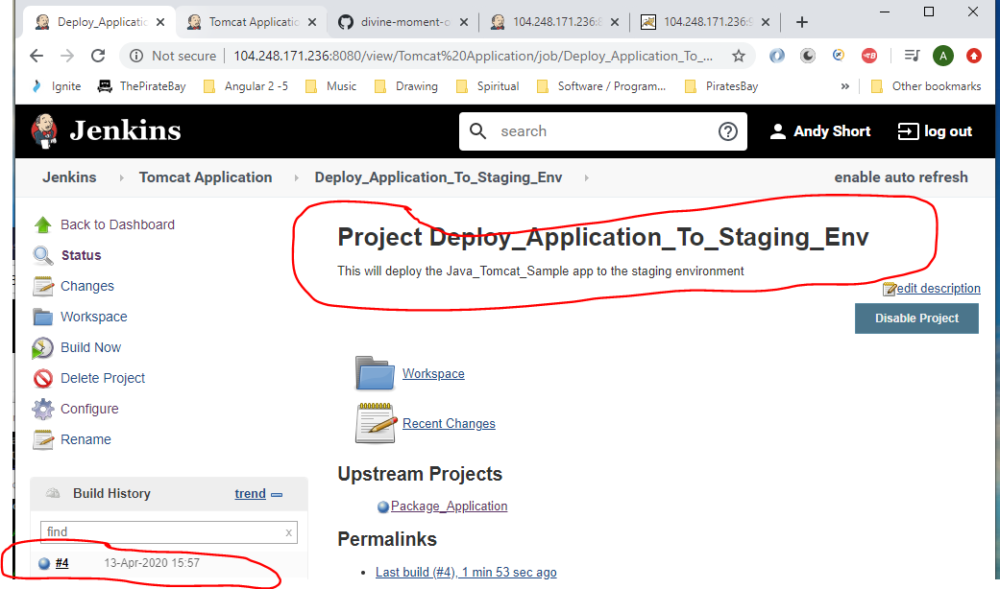 Deploy_Applicatio
Tomcat Applicatio
divine-moment-o
104.248.171.236:8
104.248.171.236:9
Not secure
104.248.171.236:8080/view/Tomcat%20Application/job/Deploy_Application_To_...
A
Ignite
ThePirateBay
Angular 2 -5
Music
Drawing
Spiritual
Software / Program...
PiratesBay
»
Other bookmarks
Jenkins
search
Andy Short
log out
Jenkins
Tomcat Application
Deploy_Application_To_Staging_Env
enable auto refresh
Back to Dashboard
Status
Changes
Workspace
Build Now
Delete Project
Configure
Rename
Build History
trend
find
x
#4
13-Apr-2020 15:57
Project Deploy_Application_To_Staging_Env
This will deploy the Java_Tomcat_Sample app to the staging environment
edit description
Disable Project
Workspace
Recent Changes
Upstream Projects
Package_Application
Permalinks
Last build (#4), 1 min 53 sec ago